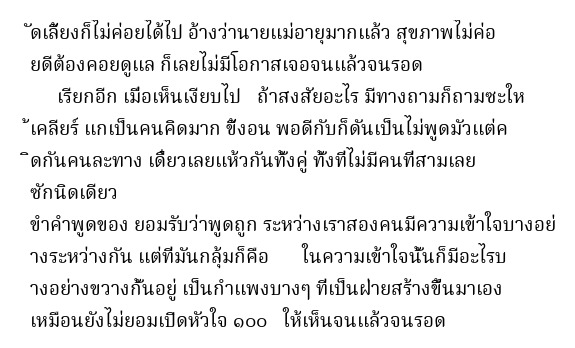 ัดเลี้ยงก็ไม่ค่อยได้ไป อ้างว่านายแม่อายุมากแล้ว สุขภาพไม่ค่อ
ยดีต้องคอยดูแล ก็เลยไม่มีโอกาสเจอจนแล้วจนรอด
เรียกอีก เมื่อเห็นเงียบไป ถ้าสงสัยอะไร มีทางถามก็ถามซะให
้เคลียร์ แกเป็นคนคิดมาก ขี้งอน พอดีกับก็ดันเป็นไม่พูดมัวแต่ค
ิดกันคนละทาง เดี๋ยวเลยแห้วกันทั้งคู่ ทั้งที่ไม่มีคนที่สามเลย
ซักนิดเดียว
ขำคำพูดของ ยอมรับว่าพูดถูก ระหว่างเราสองคนมีความเข้าใจบางอย่
างระหว่างกัน แต่ที่มันกลุ้มก็คือ ในความเข้าใจนั้นก็มีอะไรบ
างอย่างขวางกั้นอยู่ เป็นกำแพงบางๆ ที่เป็นฝ่ายสร้างขึ้นมาเอง
เหมือนยังไม่ยอมเปิดหัวใจ ๑๐๐ ให้เห็นจนแล้วจนรอด